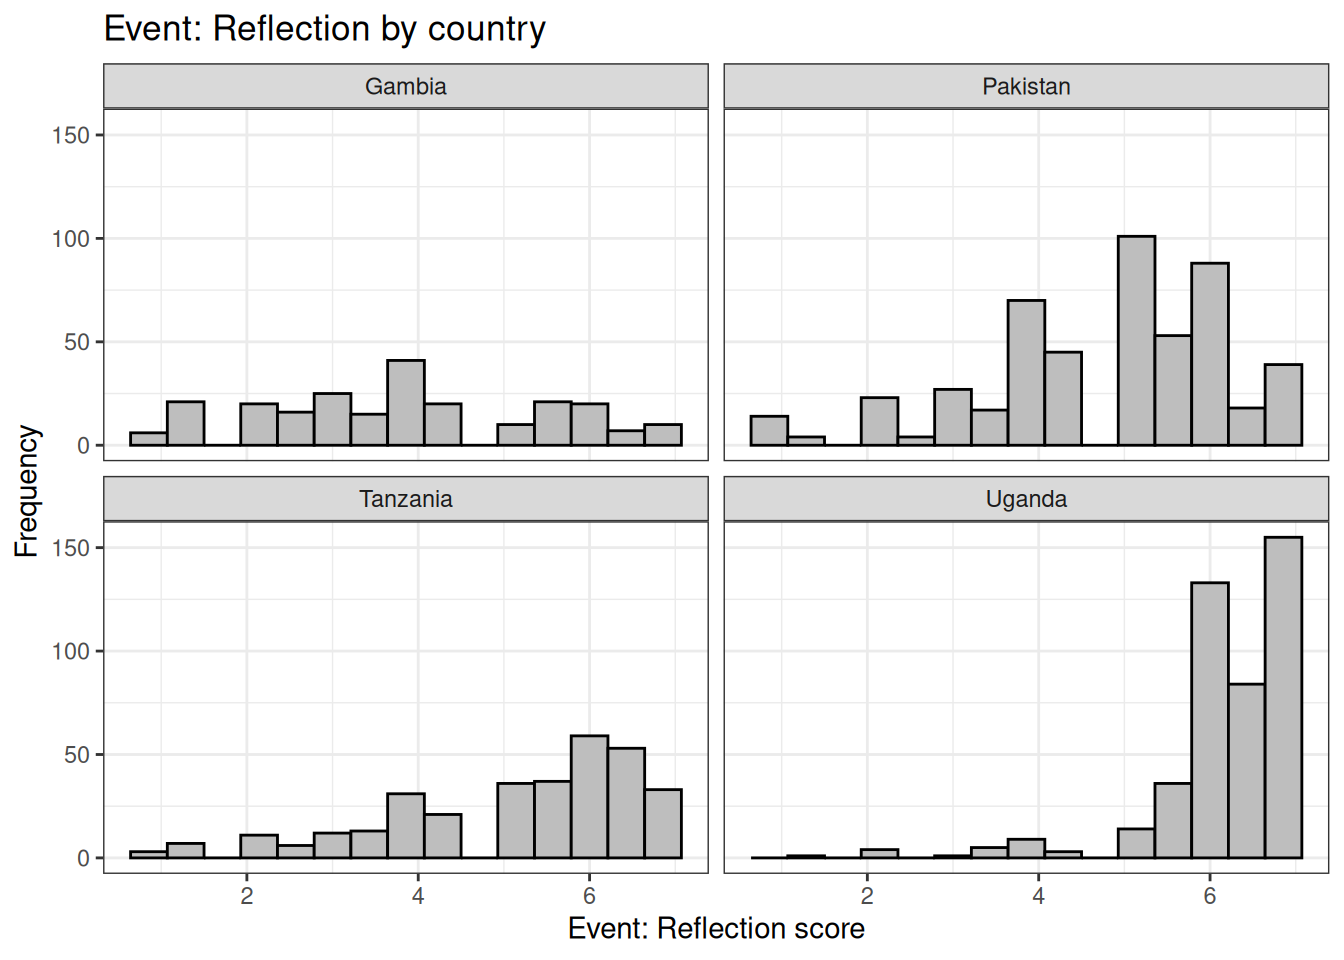 Event: Reflection by country
Gambia
Pakistan
150
100
50
0
Tanzania
Uganda
150
100
50
0
2
4
6
2
4
6
Event: Reflection score
Frequency